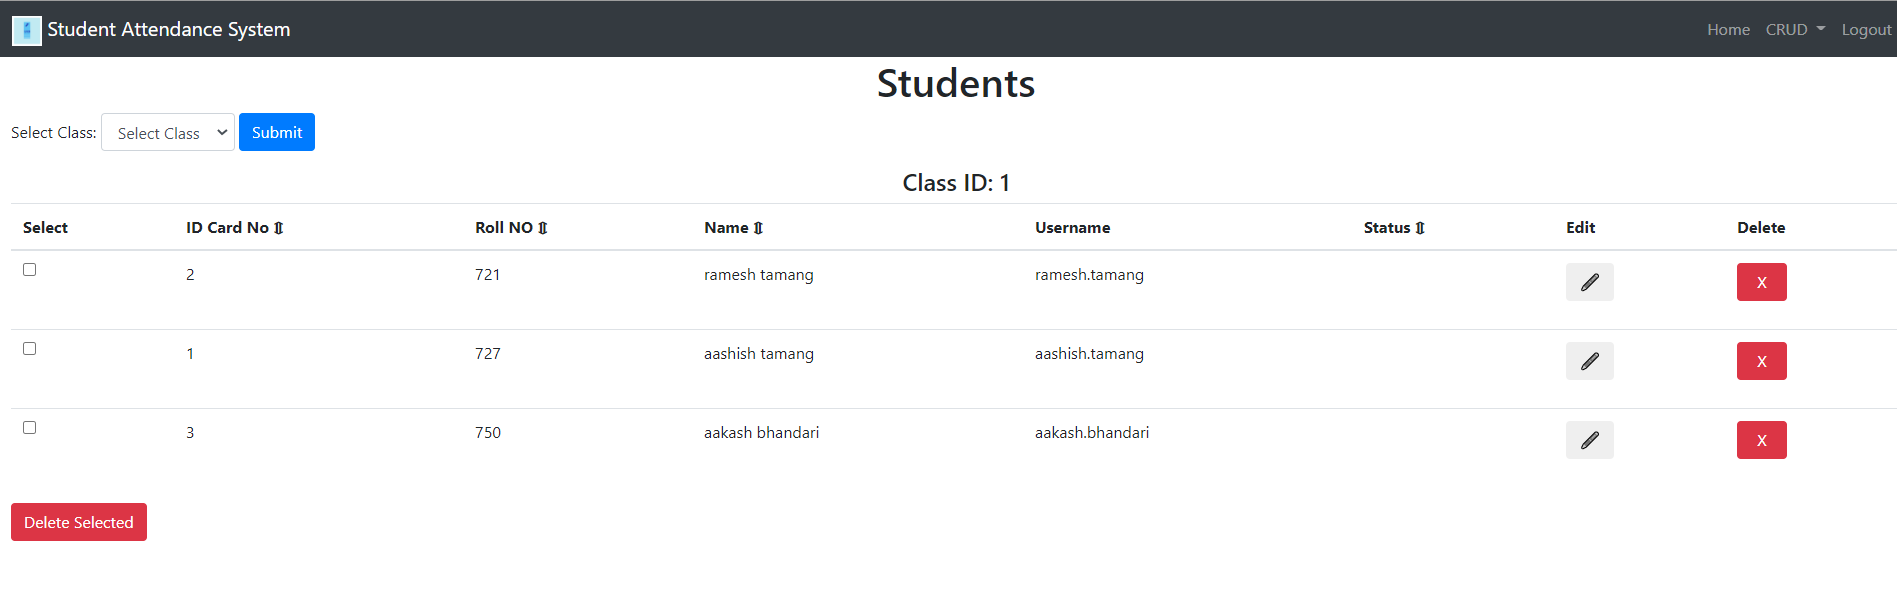 Student Attendance System Home CRUD Logout
Students
Select Class: Select Class Submit
Class ID: 1
Select ID Card No ⇕ Roll NO ⇕ Name ⇕ Username Status ⇕ Edit Delete
2 721 ramesh tamang ramesh.tamang X
1 727 aashish tamang aashish.tamang X
3 750 aakash bhandari aakash.bhandari X
Delete Selected